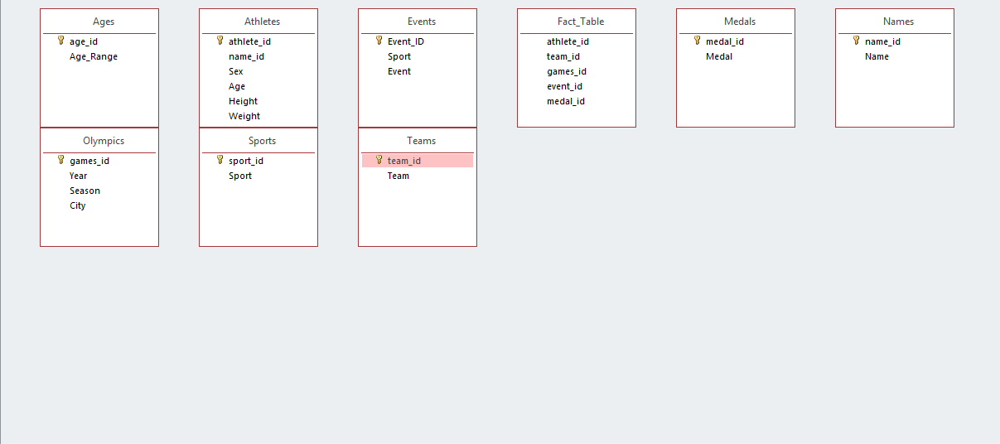 Ages
age_id
Age_Range
Athletes
athlete_id
name_id
Sex
Age
Height
Weight
Events
Event_ID
Sport
Event
Fact_Table
athlete_id
team_id
games_id
event_id
medal_id
Medals
medal_id
Medal
Names
name_id
Name
Olympics
games_id
Year
Season
City
Sports
sport_id
Sport
Teams
team_id
Team